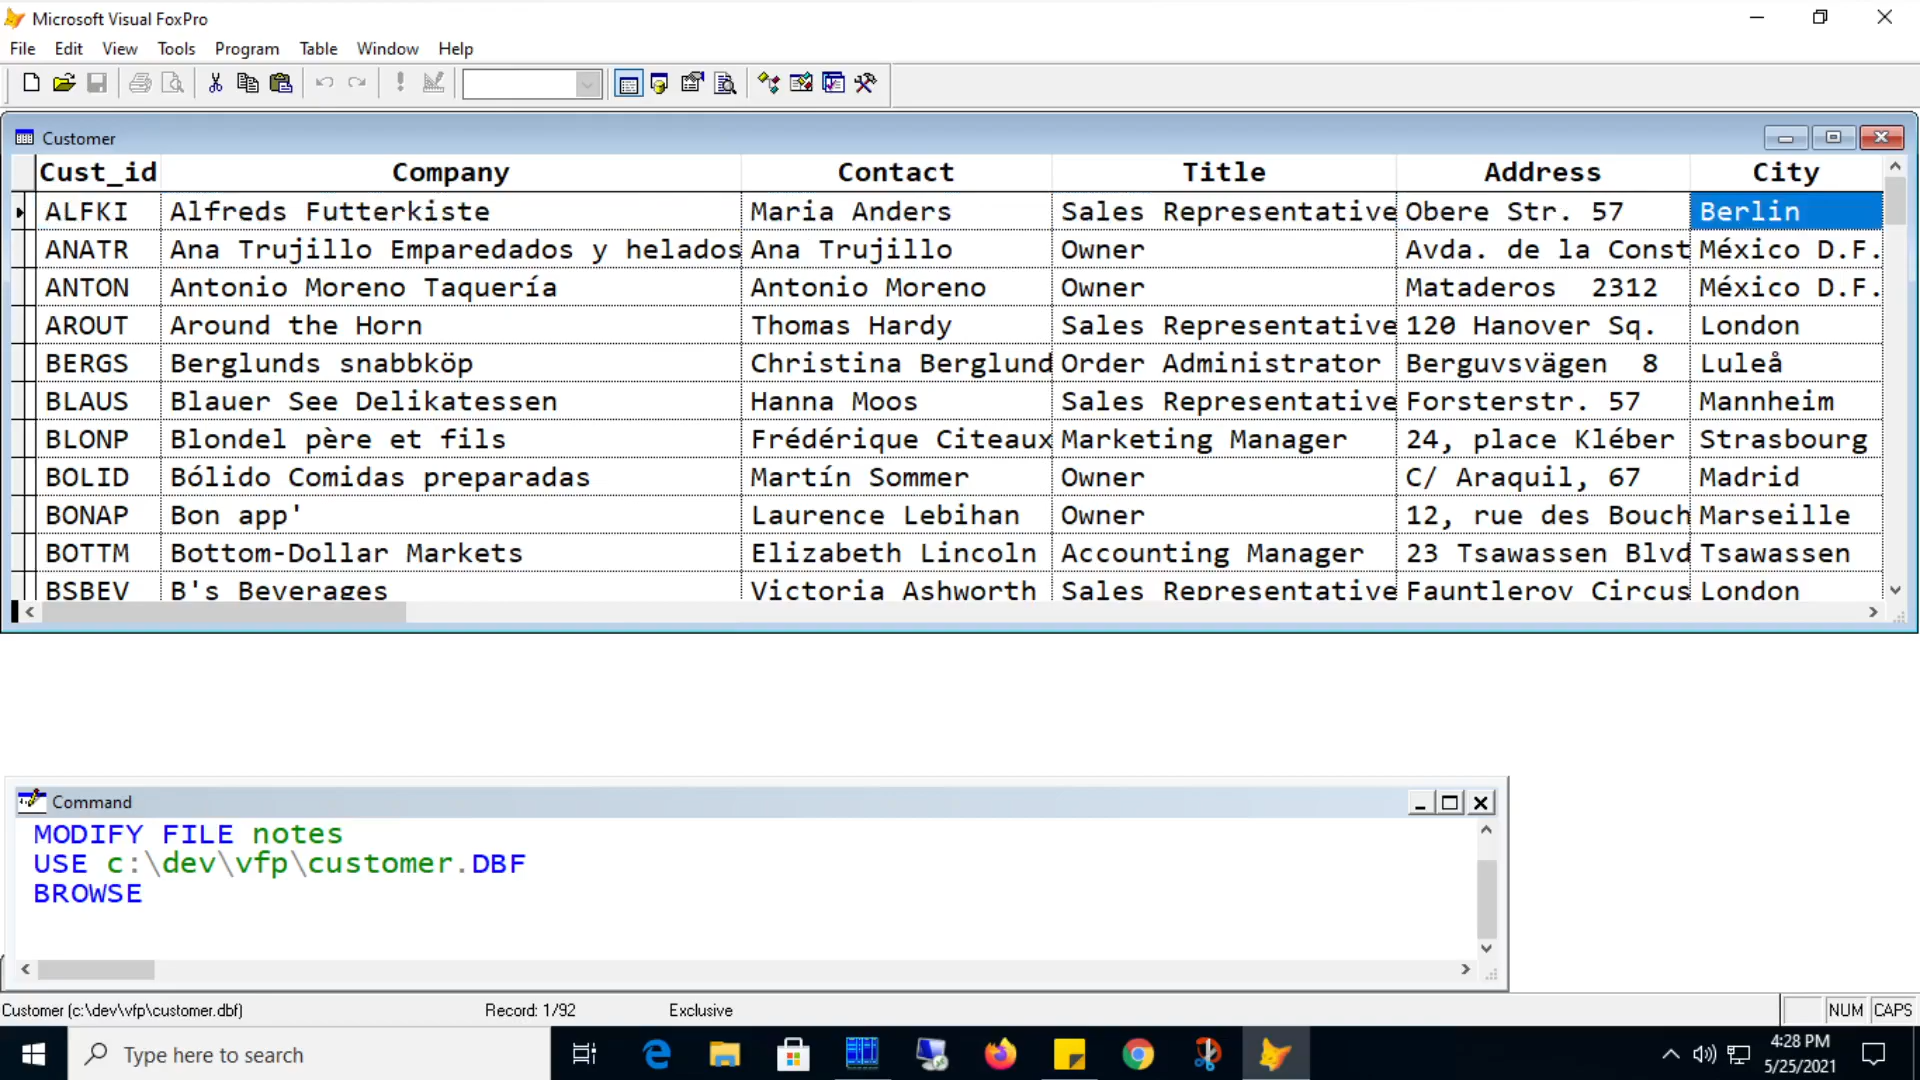 Microsoft Visual FoxPro
File Edit View Tools Program Table Window Help
Customer
Cust_id Company Contact Title Address City
ALFKI Alfreds Futterkiste Maria Anders Sales Representative Obere Str. 57 Berlin
ANATR Ana Trujillo Emparedados y helados Ana Trujillo Owner Avda. de la Const México D.F.
ANTON Antonio Moreno Taquería Antonio Moreno Owner Mataderos 2312 México D.F.
AROUT Around the Horn Thomas Hardy Sales Representative 120 Hanover Sq. London
BERGS Berglunds snabbköp Christina Berglund Order Administrator Berguvsvägen 8 Luleå
BLAUS Blauer See Delikatessen Hanna Moos Sales Representative Forsterstr. 57 Mannheim
BLONP Blondel père et fils Frédérique Citeaux Marketing Manager 24, place Kléber Strasbourg
BOLID Bólido Comidas preparadas Martín Sommer Owner C/ Araquil, 67 Madrid
BONAP Bon app' Laurence Lebihan Owner 12, rue des Bouch Marseille
BOTTM Bottom-Dollar Markets Elizabeth Lincoln Accounting Manager 23 Tsawassen Blvd Tsawassen
BSBEV B's Beverages Victoria Ashworth Sales Representative Fauntleroy Circus London
Command
MODIFY FILE notes
USE c:\dev\vfp\customer.DBF
BROWSE
Customer (c:\dev\vfp\customer.dbf) Record: 1/92 Exclusive NUM CAPS
Type here to search
4:28 PM
5/25/2021